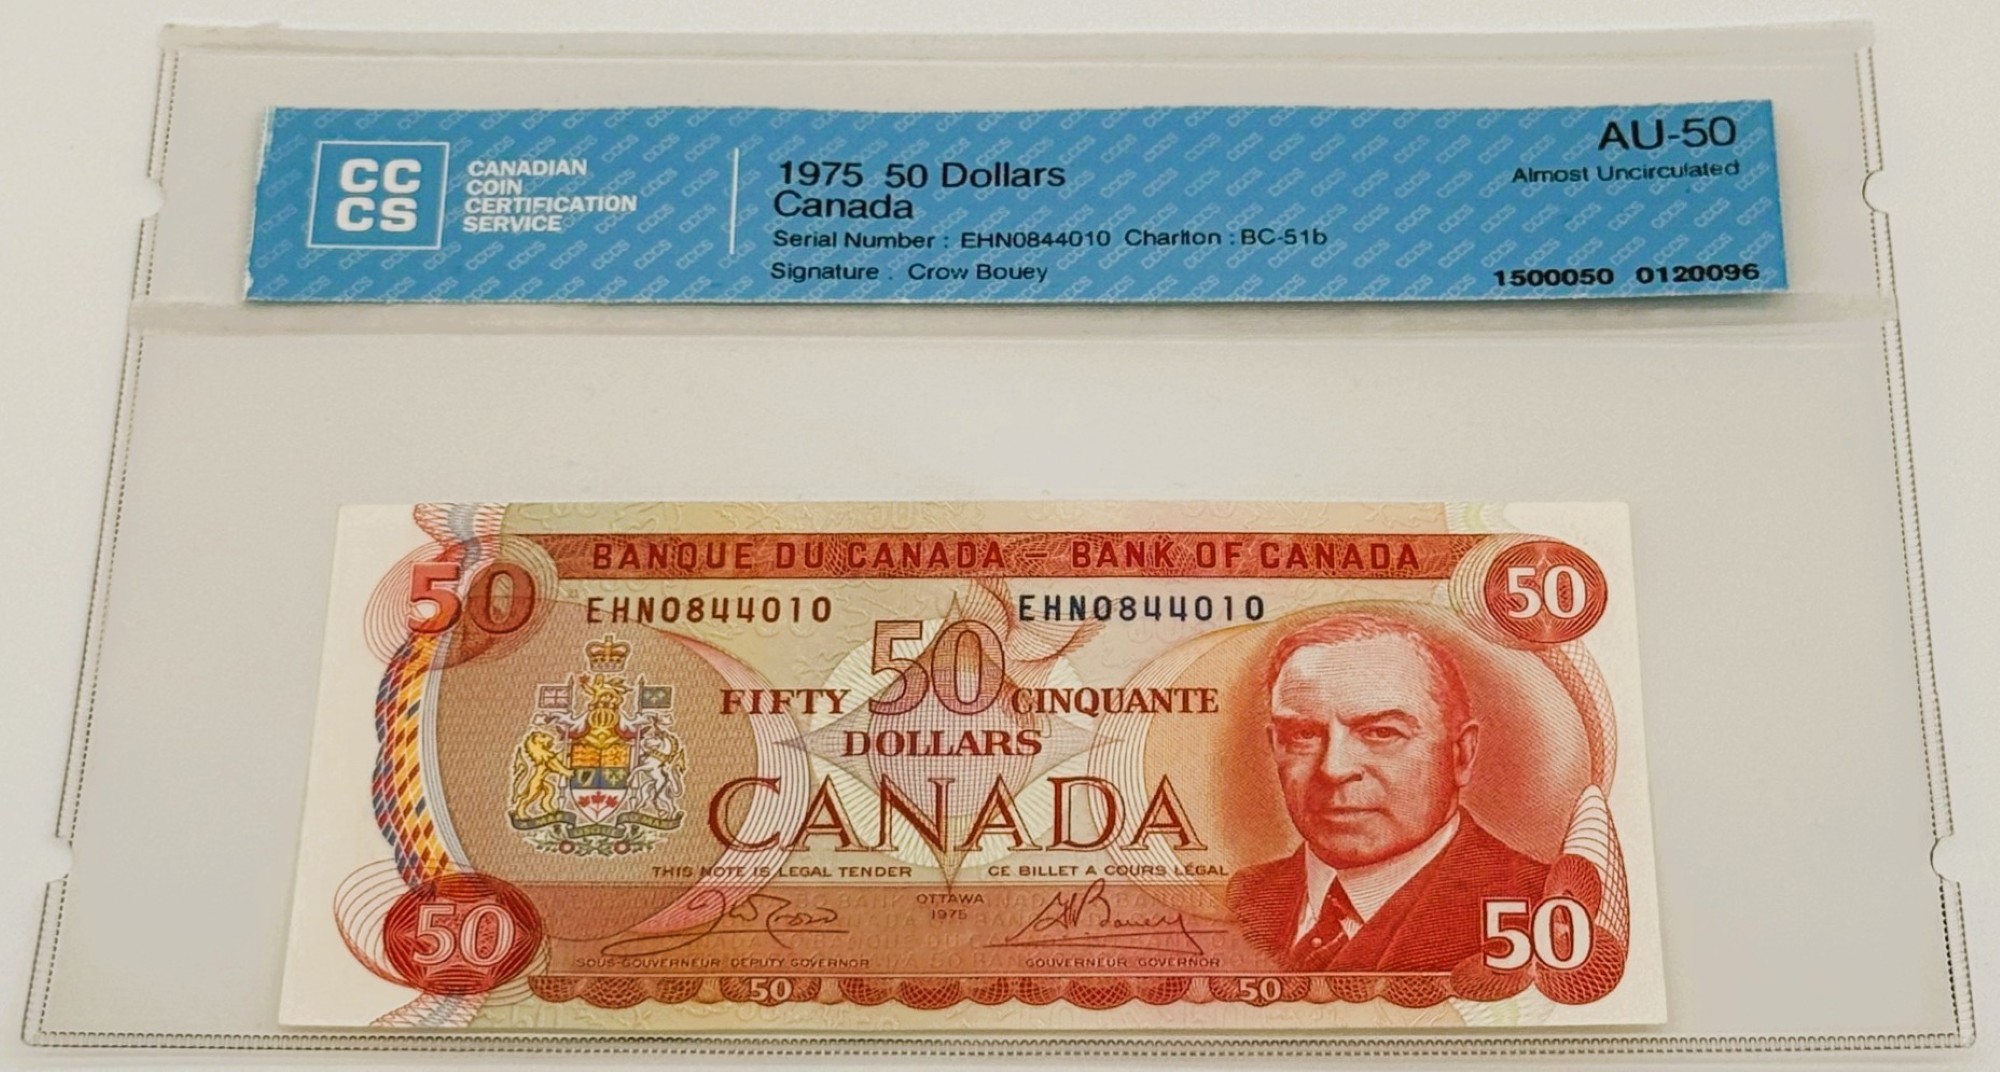 CC
CS
CANADIAN
COIN
CERTIFICATION
SERVICE
1975 50 Dollars
Canada
Serial Number : EHN0844010 Charlton : BC-51b
Signature : Crow Bouey
AU-50
Almost Uncirculated
1500050 0120096
BANQUE DU CANADA – BANK OF CANADA
50
50
EHN0844010
EHN0844010
50
FIFTY CINQUANTE
DOLLARS
CANADA
THIS NOTE IS LEGAL TENDER
CE BILLET A COURS LÉGAL
OTTAWA
1975
SOUS-GOUVERNEUR DEPUTY GOVERNOR
GOUVERNEUR GOVERNOR
50
50
50
50